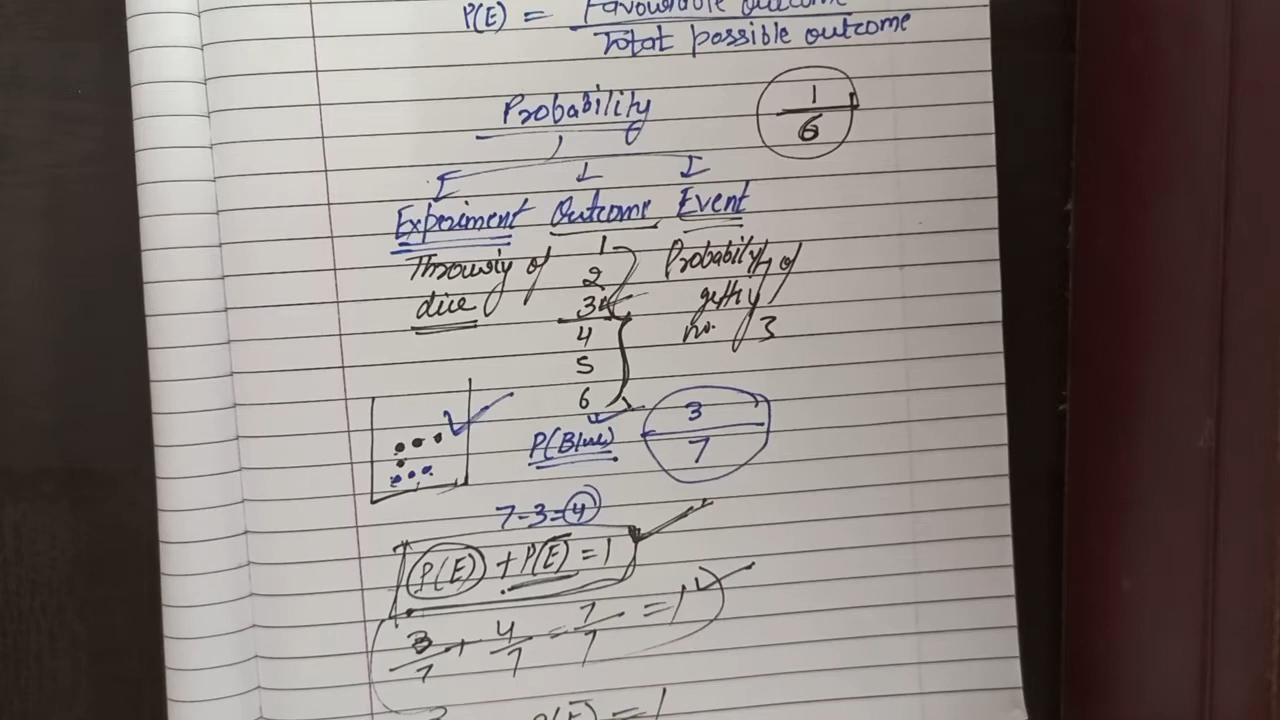 P(E) = Favourable outcome / Total possible outcome
Probability
1/6
Experiment Outcome Event
Throwing of dice
1
2
3
4
5
6
Probability of getting no. 3
P(Blue) 3/7
7-3=4
P(E) + P(E̅) = 1
3/7 + 4/7 = 7/7 = 1
P(E) = 1